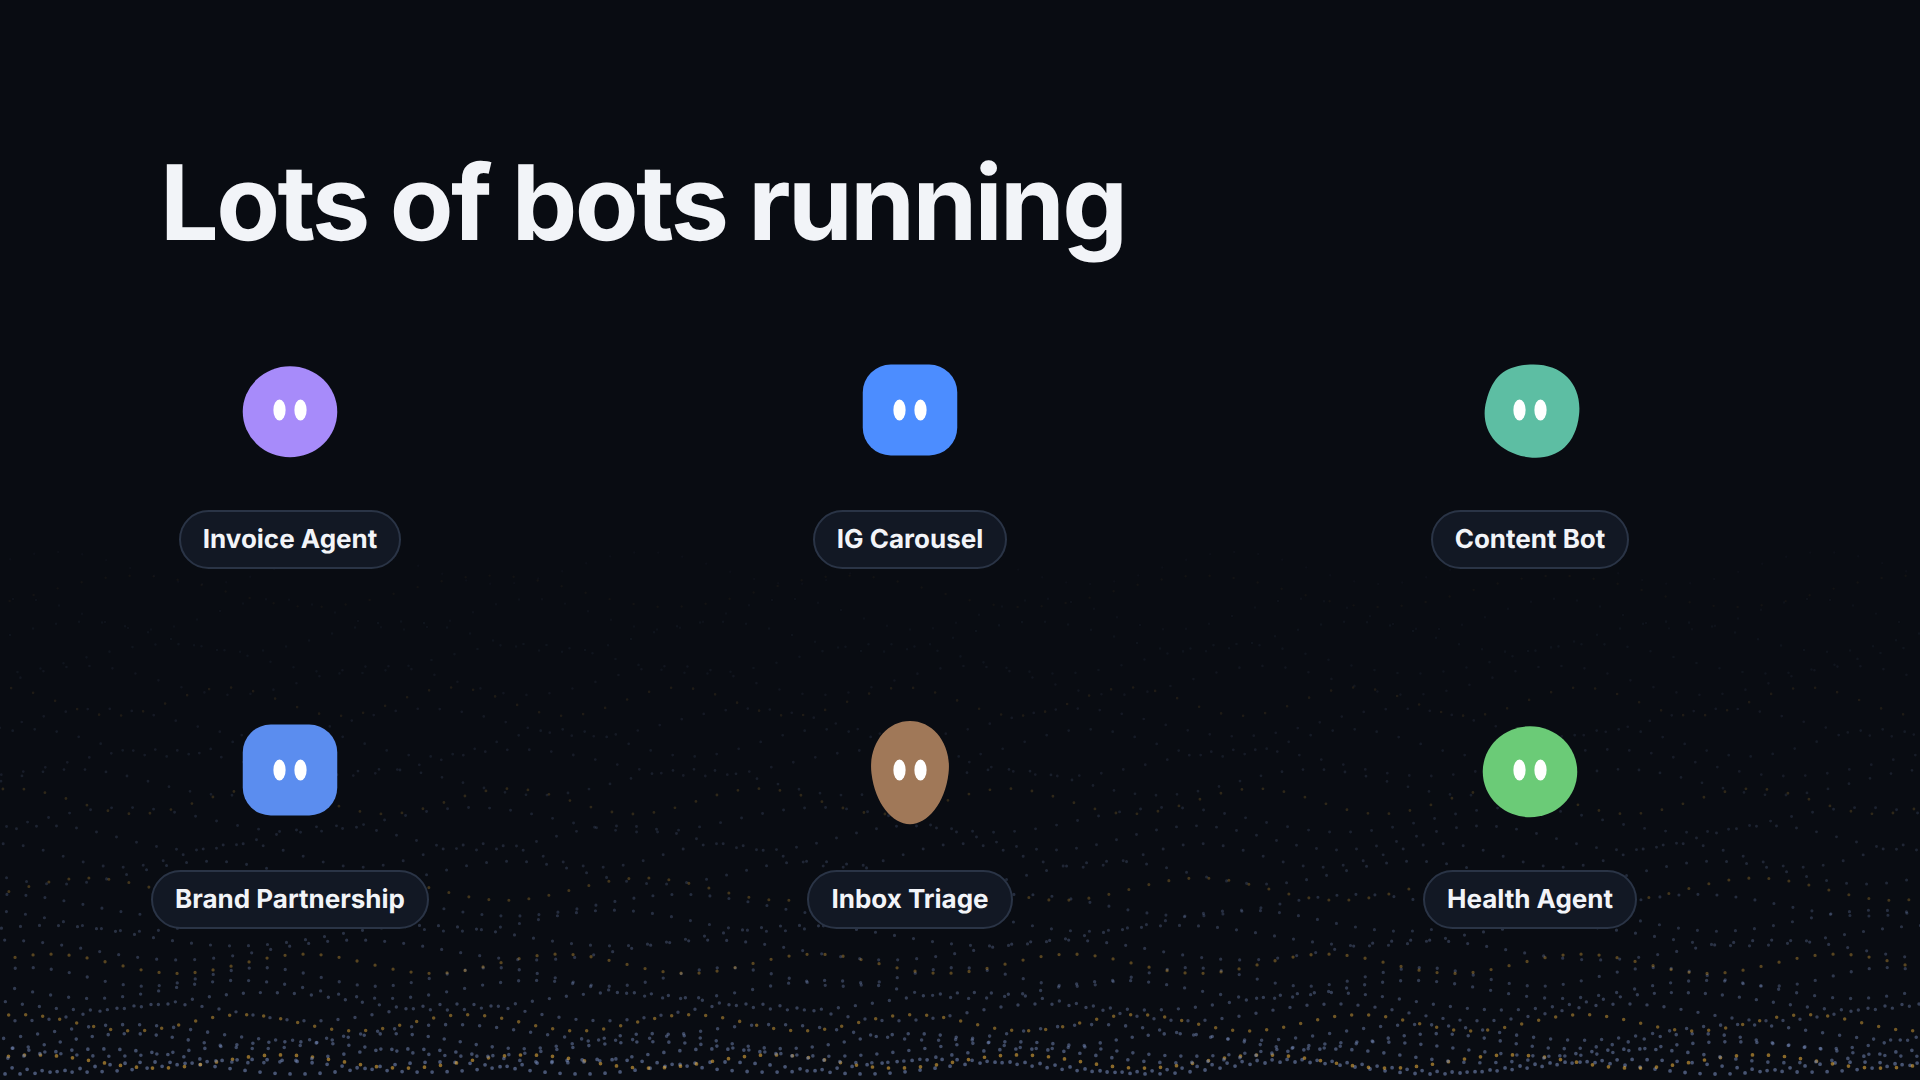 Lots of bots running
Invoice Agent
IG Carousel
Content Bot
Brand Partnership
Inbox Triage
Health Agent